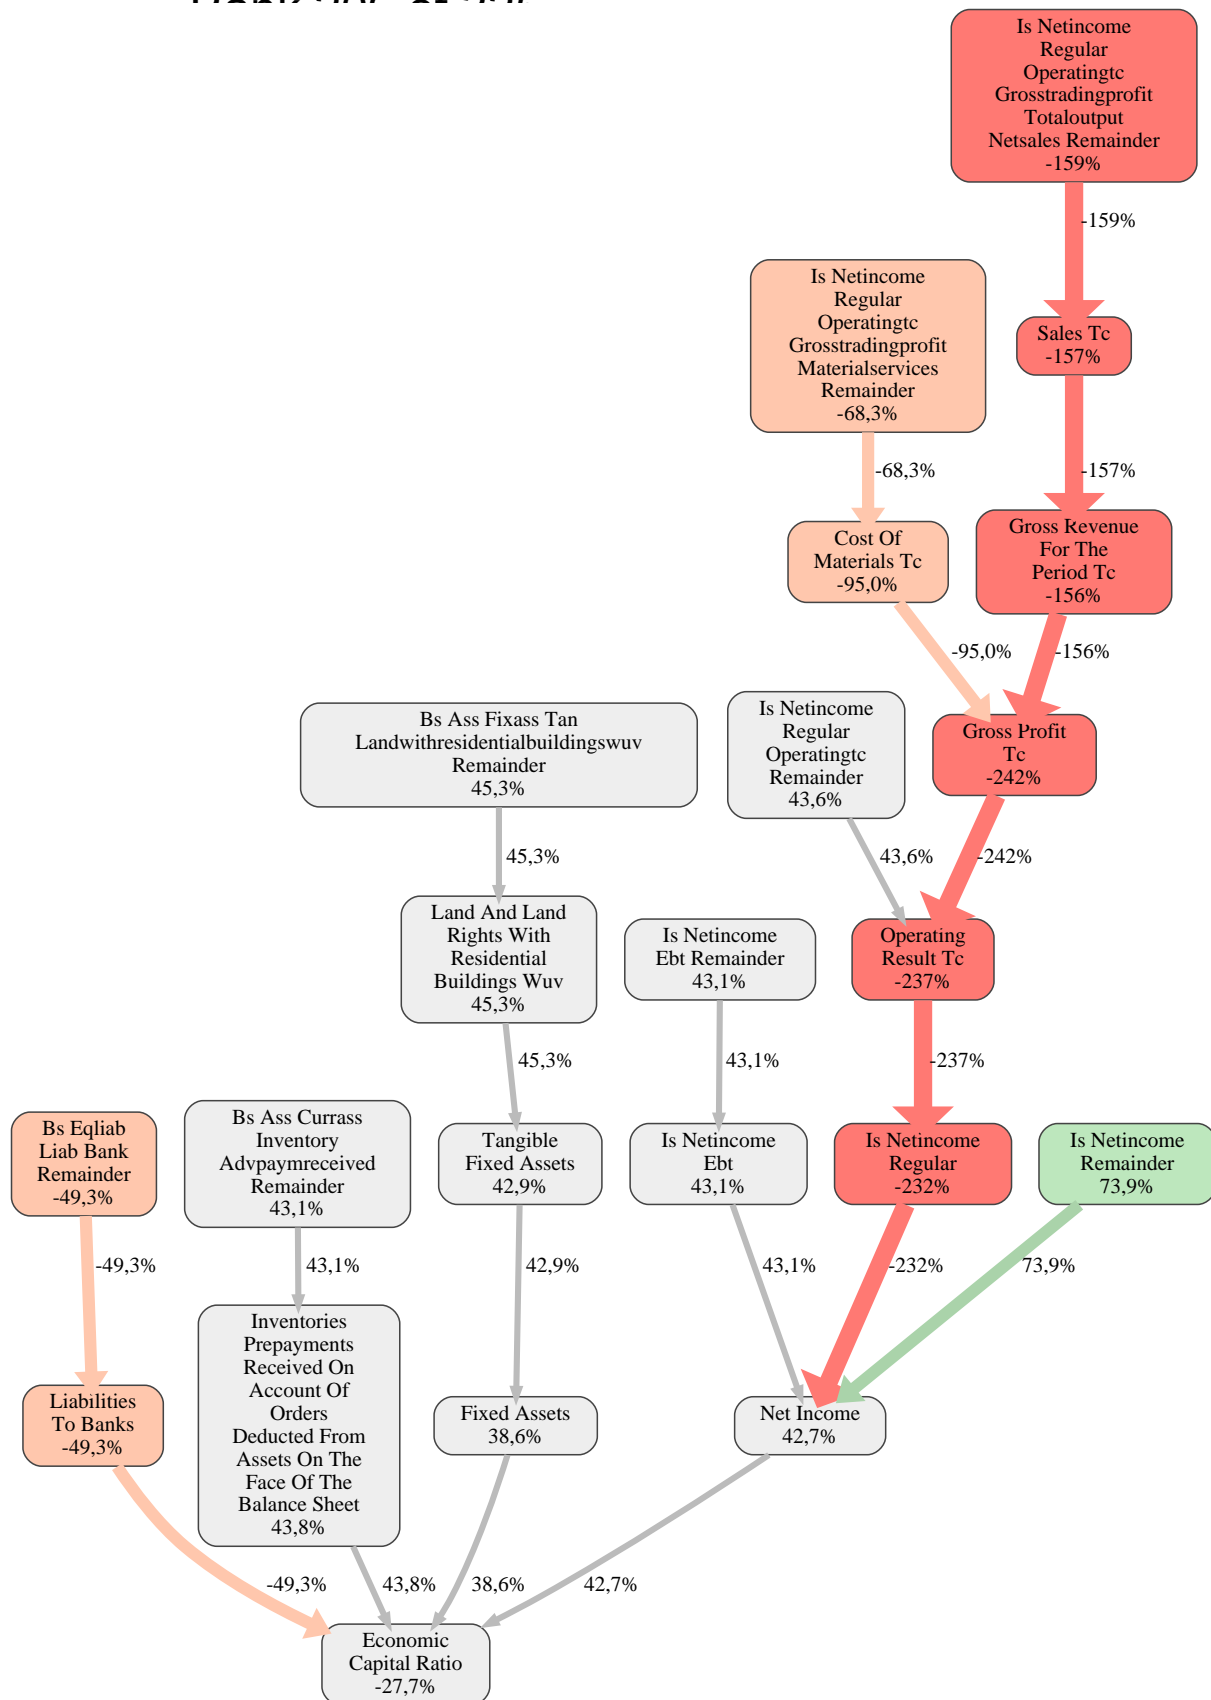 Is Netincome
Regular
Operatingtc
Grosstradingprofit
Totaloutput
Netsales Remainder
-159%
-159%
Is Netincome
Regular
Operatingtc
Grosstradingprofit
Materialservices
Remainder
-68,3%
Sales Tc
-157%
-68,3%
-157%
Cost Of
Materials Tc
-95,0%
Gross Revenue
For The
Period Tc
-156%
-95,0%
-156%
Bs Ass Fixass Tan
Landwithresidentialbuildingswuv
Remainder
45,3%
Is Netincome
Regular
Operatingtc
Remainder
43,6%
Gross Profit
Tc
-242%
45,3%
43,6%
-242%
Land And Land
Rights With
Residential
Buildings Wuv
45,3%
Is Netincome
Ebt Remainder
43,1%
Operating
Result Tc
-237%
45,3%
43,1%
-237%
Bs Eqliab
Liab Bank
Remainder
-49,3%
Bs Ass Currass
Inventory
Advpaymreceived
Remainder
43,1%
Tangible
Fixed Assets
42,9%
Is Netincome
Ebt
43,1%
Is Netincome
Regular
-232%
Is Netincome
Remainder
73,9%
-49,3%
43,1%
42,9%
43,1%
-232%
73,9%
Liabilities
To Banks
-49,3%
Inventories
Prepayments
Received On
Account Of
Orders
Deducted From
Assets On The
Face Of The
Balance Sheet
43,8%
Fixed Assets
38,6%
Net Income
42,7%
-49,3%
43,8%
38,6%
42,7%
Economic
Capital Ratio
-27,7%